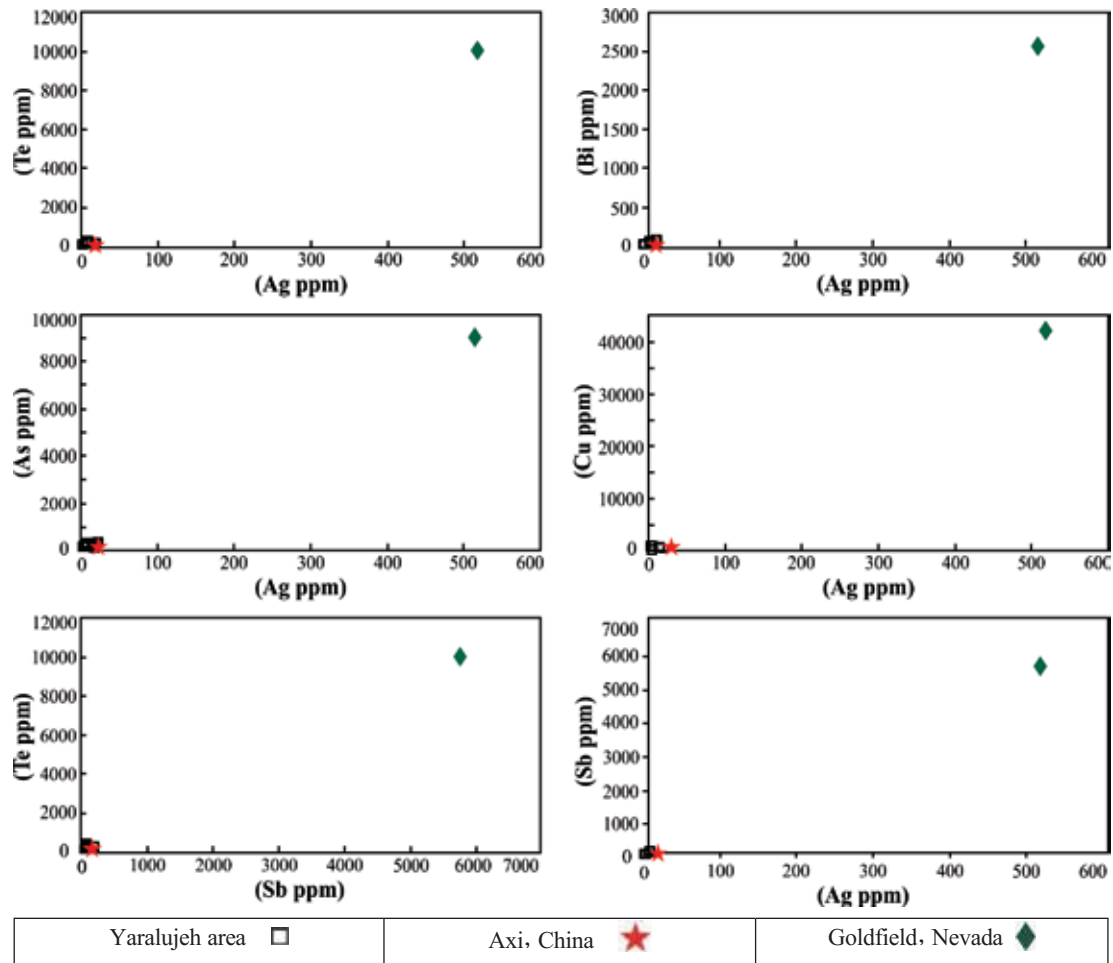 12000
10000
8000
6000
4000
2000
0
(Te ppm)
0 100 200 300 400 500 600
(Ag ppm)
3000
2500
2000
1500
1000
500
0
(Bi ppm)
0 100 200 300 400 500 600
(Ag ppm)
10000
8000
6000
4000
2000
0
(As ppm)
0 100 200 300 400 500 600
(Ag ppm)
40000
30000
20000
10000
0
(Cu ppm)
0 100 200 300 400 500 600
(Ag ppm)
12000
10000
8000
6000
4000
2000
0
(Te ppm)
0 1000 2000 3000 4000 5000 6000 7000
(Sb ppm)
7000
6000
5000
4000
3000
2000
1000
0
(Sb ppm)
0 100 200 300 400 500 600
(Ag ppm)
Yaralujeh area
Axi, China
Goldfield, Nevada